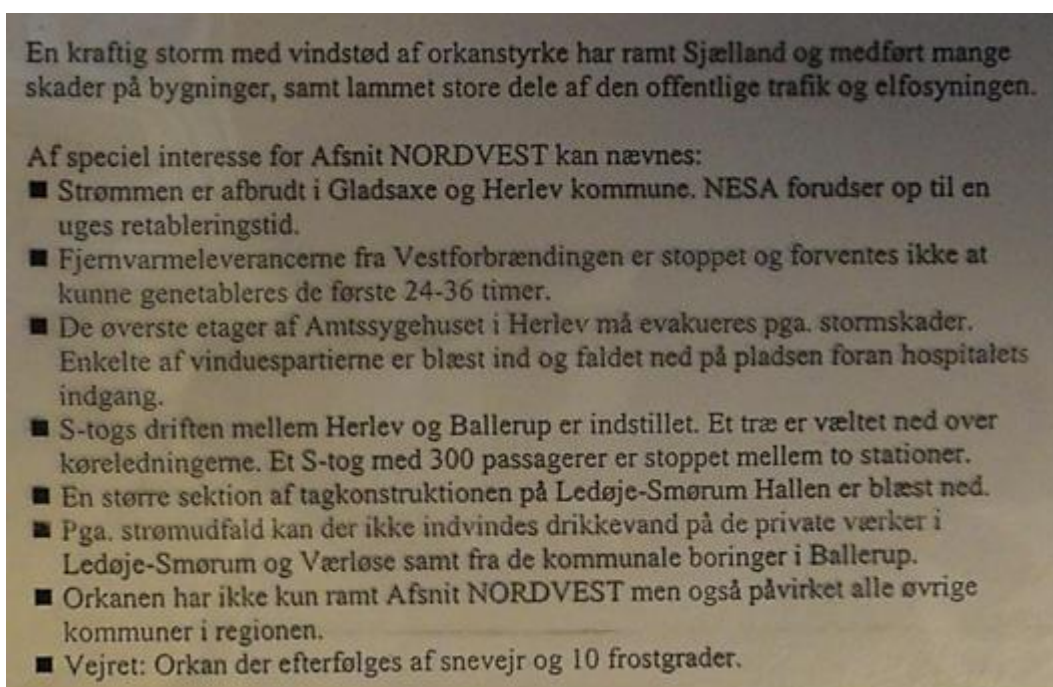 En kraftig storm med vindstød af orkanstyrke har ramt Sjælland og medført mange
skader på bygninger, samt lammet store dele af den offentlige trafik og elfosyningen.
Af speciel interesse for Afsnit NORDVEST kan nævnes:
■ Strømmen er afbrudt i Gladsaxe og Herlev kommune. NESA forudser op til en
uges retableringstid.
■ Fjernvarmeleverancerne fra Vestforbrændingen er stoppet og forventes ikke at
kunne genetableres de første 24-36 timer.
■ De øverste etager af Amtssygehuset i Herlev må evakueres pga. stormskader.
Enkelte af vinduespartierne er blæst ind og faldet ned på pladsen foran hospitalets
indgang.
■ S-togs driften mellem Herlev og Ballerup er indstillet. Et træ er væltet ned over
køreledningerne. Et S-tog med 300 passagerer er stoppet mellem to stationer.
■ En større sektion af tagkonstruktionen på Ledøje-Smørum Hallen er blæst ned.
■ Pga. strømudfald kan der ikke indvindes drikkevand på de private værker i
Ledøje-Smørum og Værløse samt fra de kommunale boringer i Ballerup.
■ Orkanen har ikke kun ramt Afsnit NORDVEST men også påvirket alle øvrige
kommuner i regionen.
■ Vejret: Orkan der efterfølges af snevejr og 10 frostgrader.